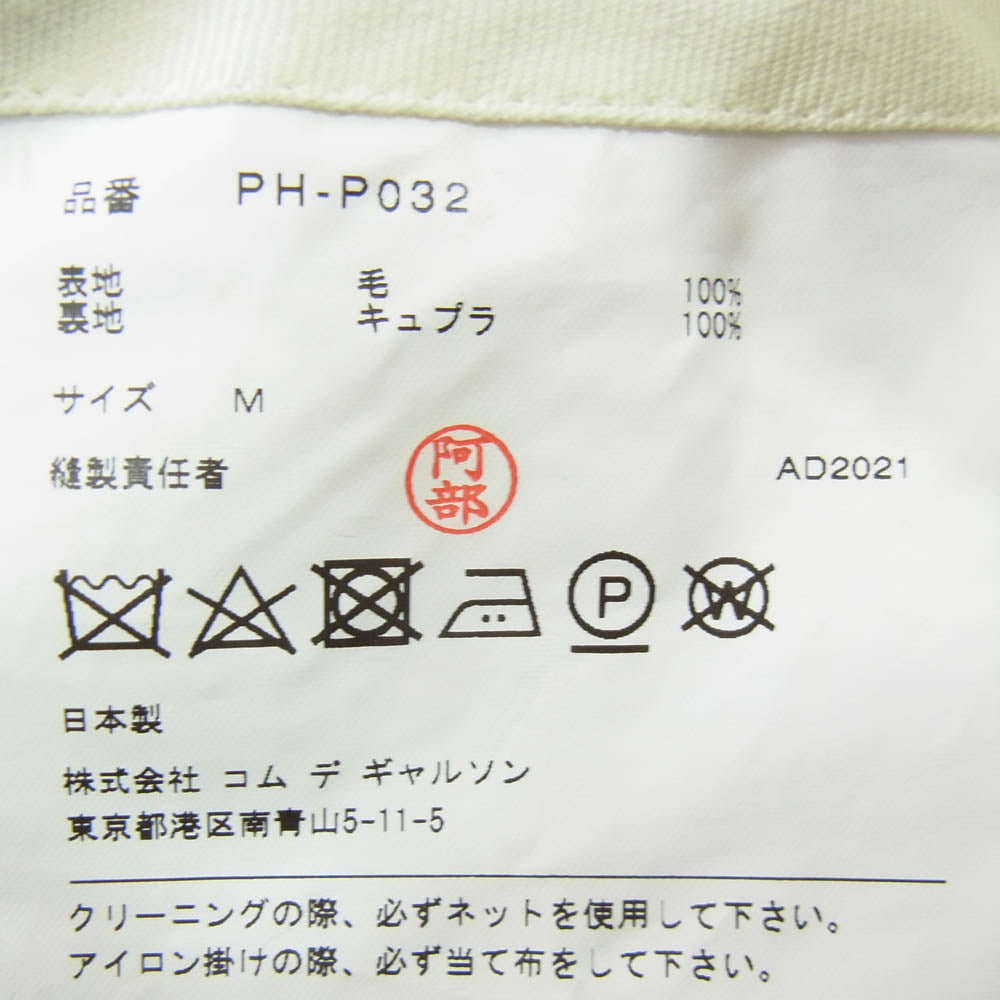 品番 PH-P032
表地 毛 100%
裏地 キュプラ 100%
サイズ M
縫製責任者 阿部 AD2021
P W
日本製
株式会社 コム デ ギャルソン
東京都港区南青山5-11-5
クリーニングの際、必ずネットを使用して下さい。
アイロン掛けの際、必ず当て布をして下さい。